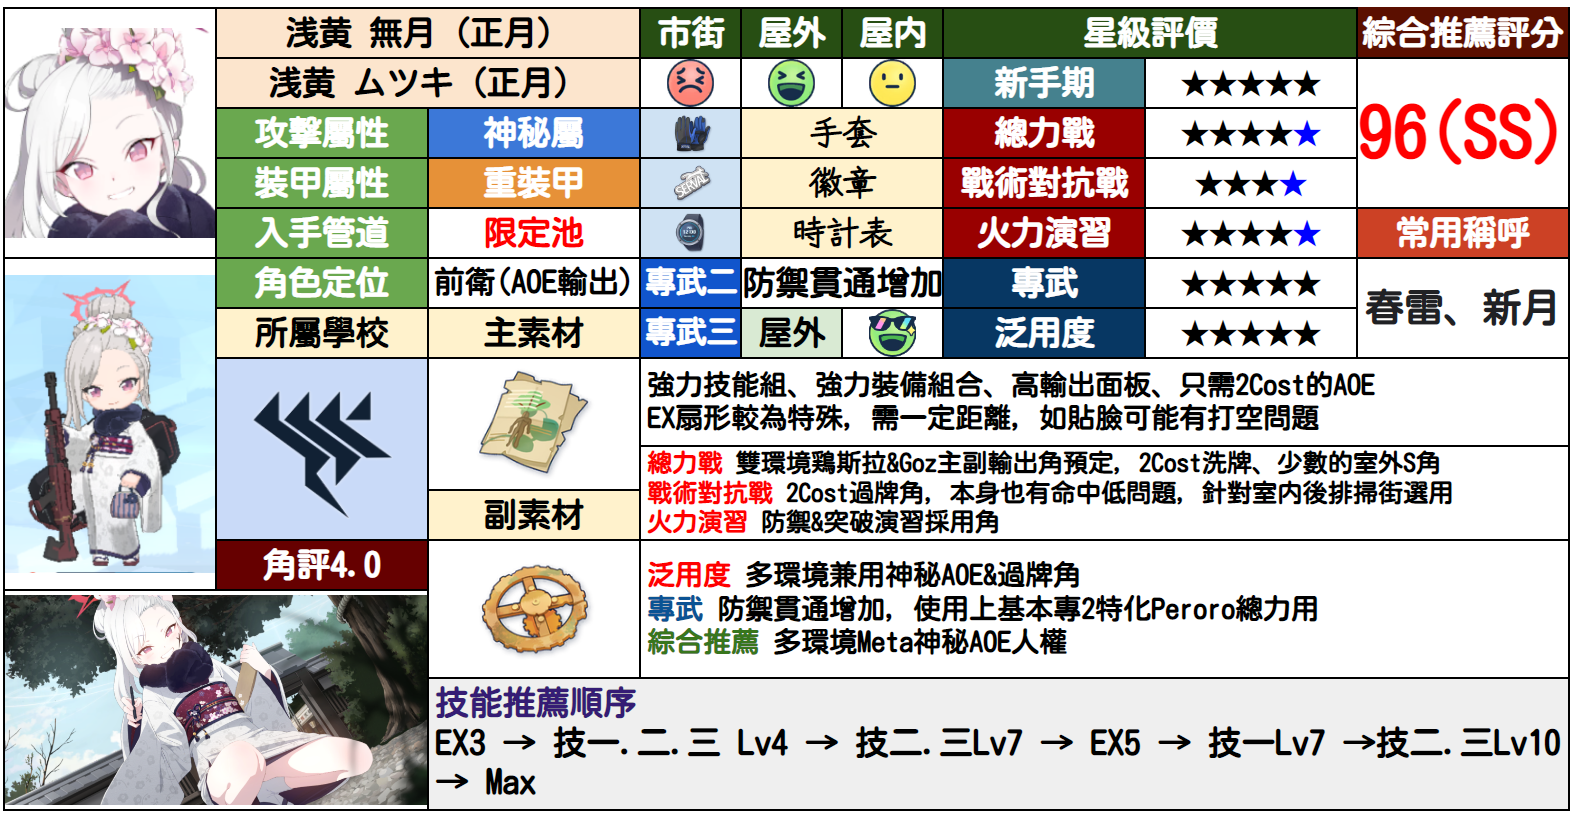 浅黄 無月 (正月)
市街
屋外
屋内
星級評價
綜合推薦評分
浅黄 ムツキ (正月)
新手期
★★★★★
96(SS)
攻擊屬性
神秘屬
手套
總力戰
★★★★★
裝甲屬性
重裝甲
SERVAL
徽章
戰術對抗戰
★★★★
入手管道
限定池
12:00
時計表
火力演習
★★★★★
常用稱呼
角色定位
前衛(AOE輸出)
專武二
防禦貫通增加
專武
★★★★★
春雷、新月
所屬學校
主素材
專武三
屋外
泛用度
★★★★★
強力技能組、強力裝備組合、高輸出面板、只需2Cost的AOE
EX扇形較為特殊, 需一定距離, 如貼臉可能有打空問題
總力戰 雙環境鶏斯拉&Goz主副輸出角預定, 2Cost洗牌、少數的室外S角
戰術對抗戰 2Cost過牌角, 本身也有命中低問題, 針對室内後排掃街選用
火力演習 防禦&突破演習採用角
副素材
角評4.0
泛用度 多環境兼用神秘AOE&過牌角
專武 防禦貫通增加, 使用上基本專2特化Peroro總力用
綜合推薦 多環境Meta神秘AOE人權
技能推薦順序
EX3 → 技一.二.三 Lv4 → 技二.三Lv7 → EX5 → 技一Lv7 →技二.三Lv10
→ Max